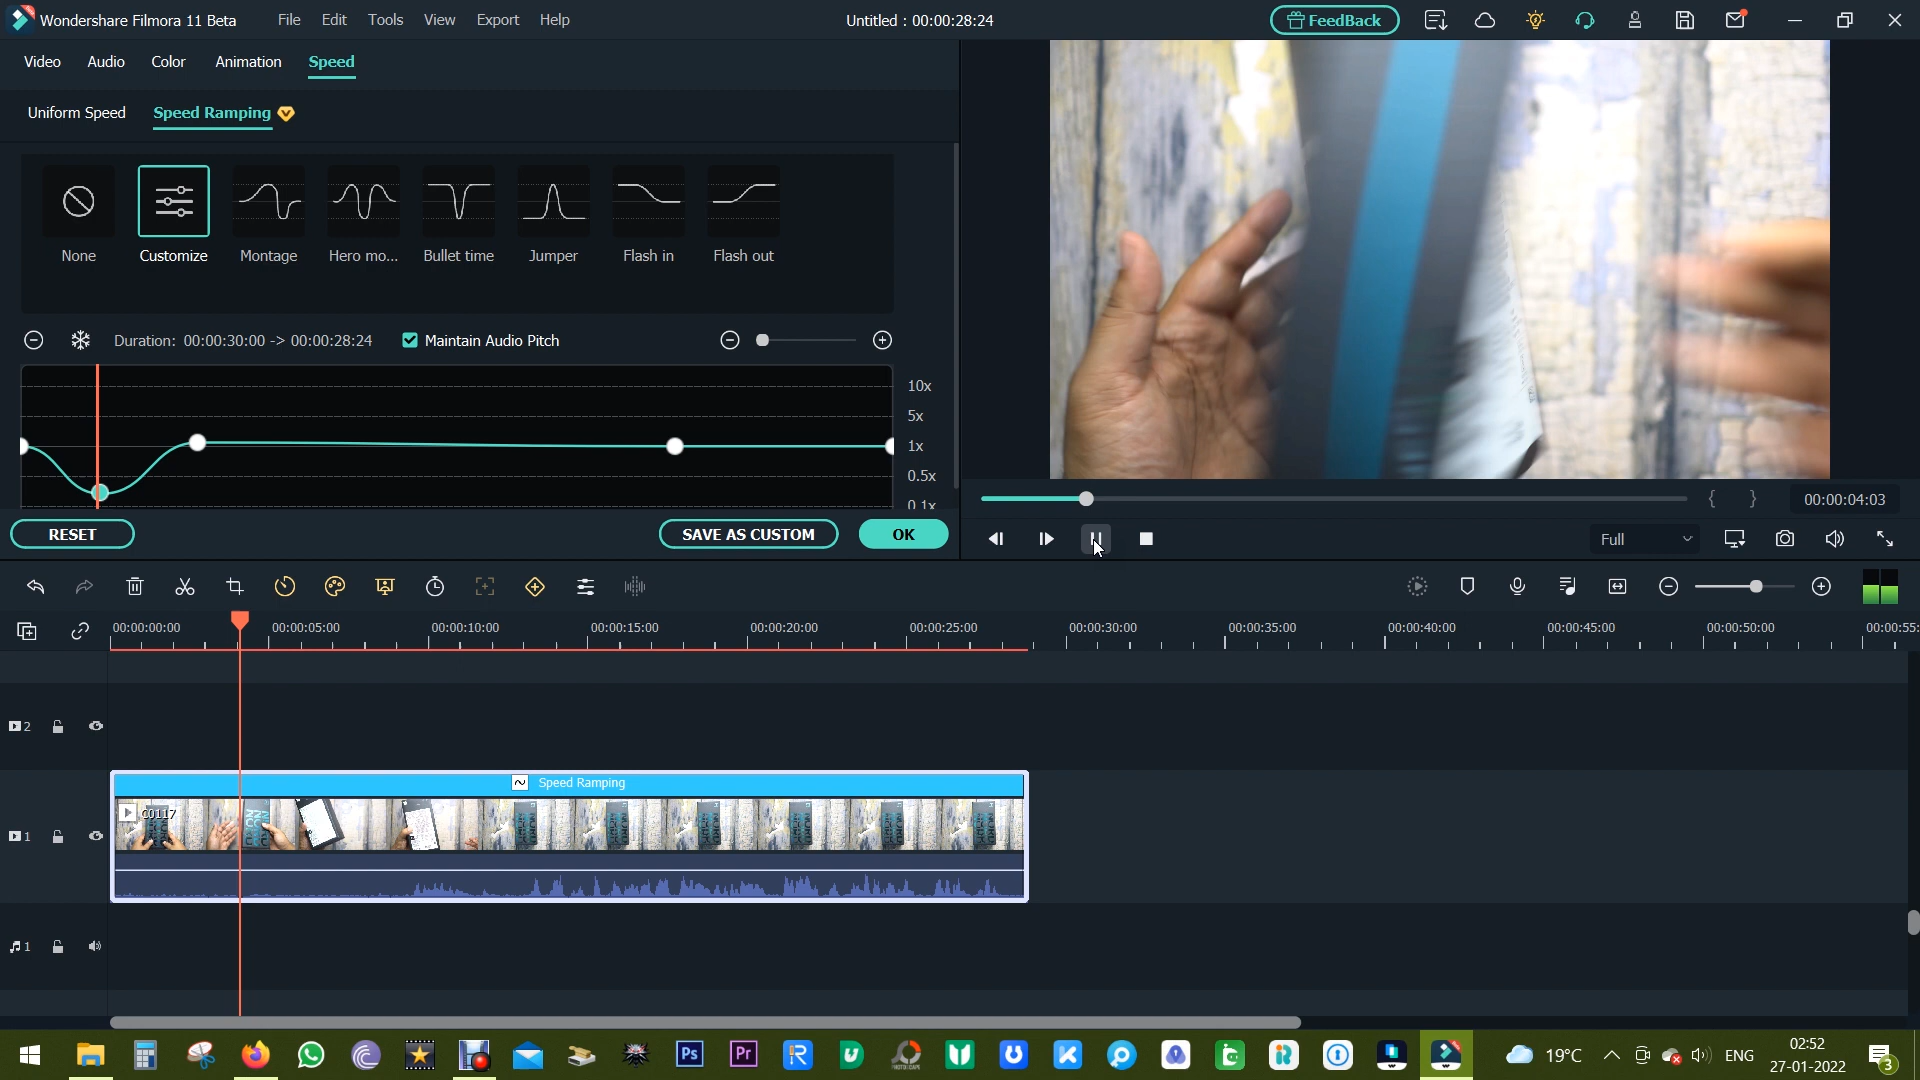 Wondershare Filmora 11 Beta
File Edit Tools View Export Help
Untitled : 00:00:28:24
FeedBack
Video Audio Color Animation Speed
Uniform Speed Speed Ramping
None Customize Montage Hero mo... Bullet time Jumper Flash in Flash out
Duration: 00:00:30:00 -> 00:00:28:24 Maintain Audio Pitch
10x
5x
1x
0.5x
0.1x
RESET SAVE AS CUSTOM OK
{ } 00:00:04:03
Full
00:00:00:00 00:00:05:00 00:00:10:00 00:00:15:00 00:00:20:00 00:00:25:00 00:00:30:00 00:00:35:00 00:00:40:00 00:00:45:00 00:00:50:00 00:00:55:
2
Speed Ramping
C0117
1
1
Ps Pr
19°C ENG
02:52
27-01-2022
3